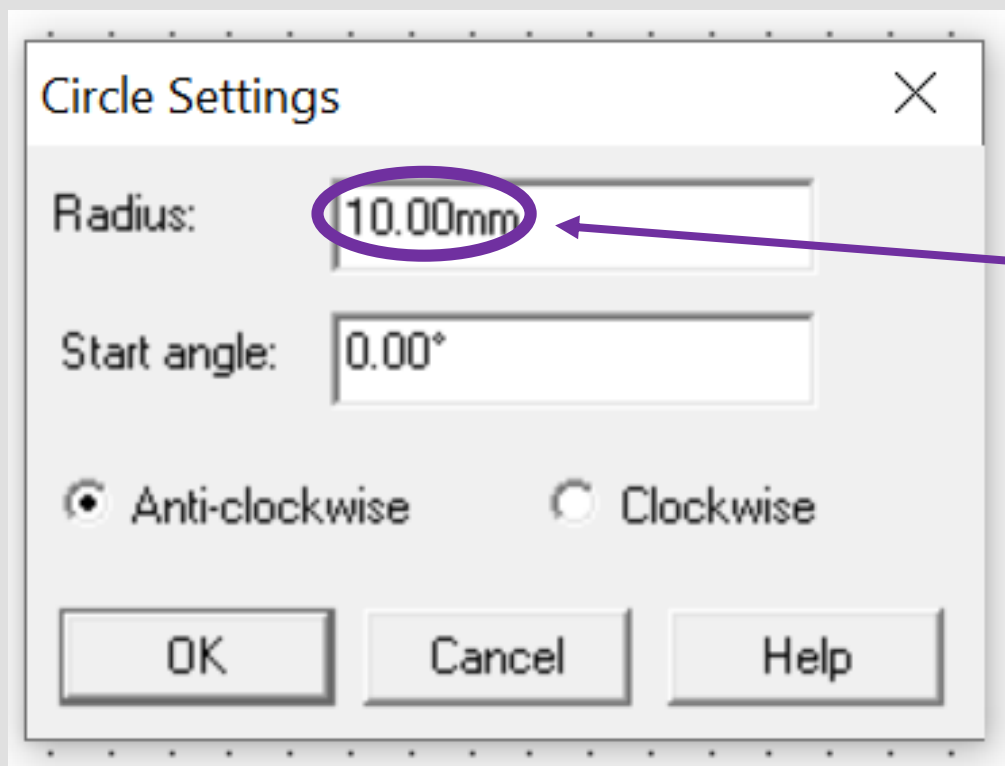 Circle Settings
Radius: 10.00mm
Start angle: 0.00°
Anti-clockwise Clockwise
OK Cancel Help